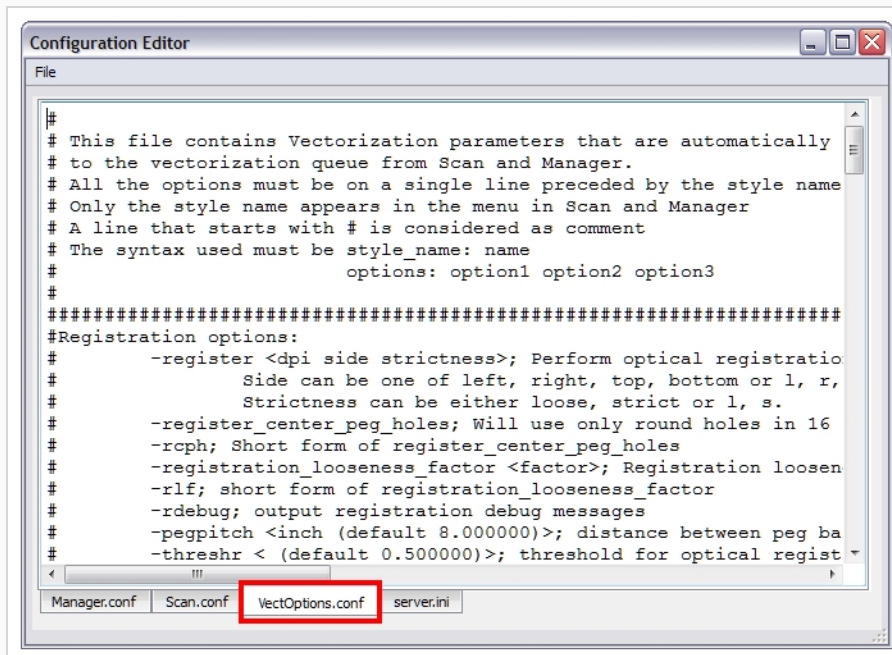 Configuration Editor
File
#
# This file contains Vectorization parameters that are automatically
# to the vectorization queue from Scan and Manager.
# All the options must be on a single line preceded by the style name
# Only the style name appears in the menu in Scan and Manager
# A line that starts with # is considered as comment
# The syntax used must be style_name: name
#                          options: option1 option2 option3
#
#####################################################################
#Registration options:
#        -register <dpi side strictness>; Perform optical registratio
#                Side can be one of left, right, top, bottom or l, r,
#                Strictness can be either loose, strict or l, s.
#        -register_center_peg_holes; Will use only round holes in 16
#        -rcph; Short form of register_center_peg_holes
#        -registration_looseness_factor <factor>; Registration loosen
#        -rlf; short form of registration_looseness_factor
#        -rdebug; output registration debug messages
#        -pegpitch <inch (default 8.000000)>; distance between peg ba
#        -threshr < (default 0.500000)>; threshold for optical regist
Manager.conf Scan.conf VectOptions.conf server.ini